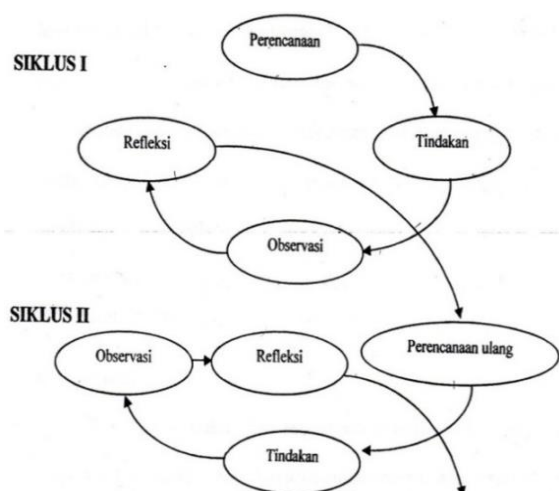 Perencanaan
SIKLUS I
Refleksi
Tindakan
Observasi
SIKLUS II
Observasi
Refleksi
Perencanaan ulang
Tindakan